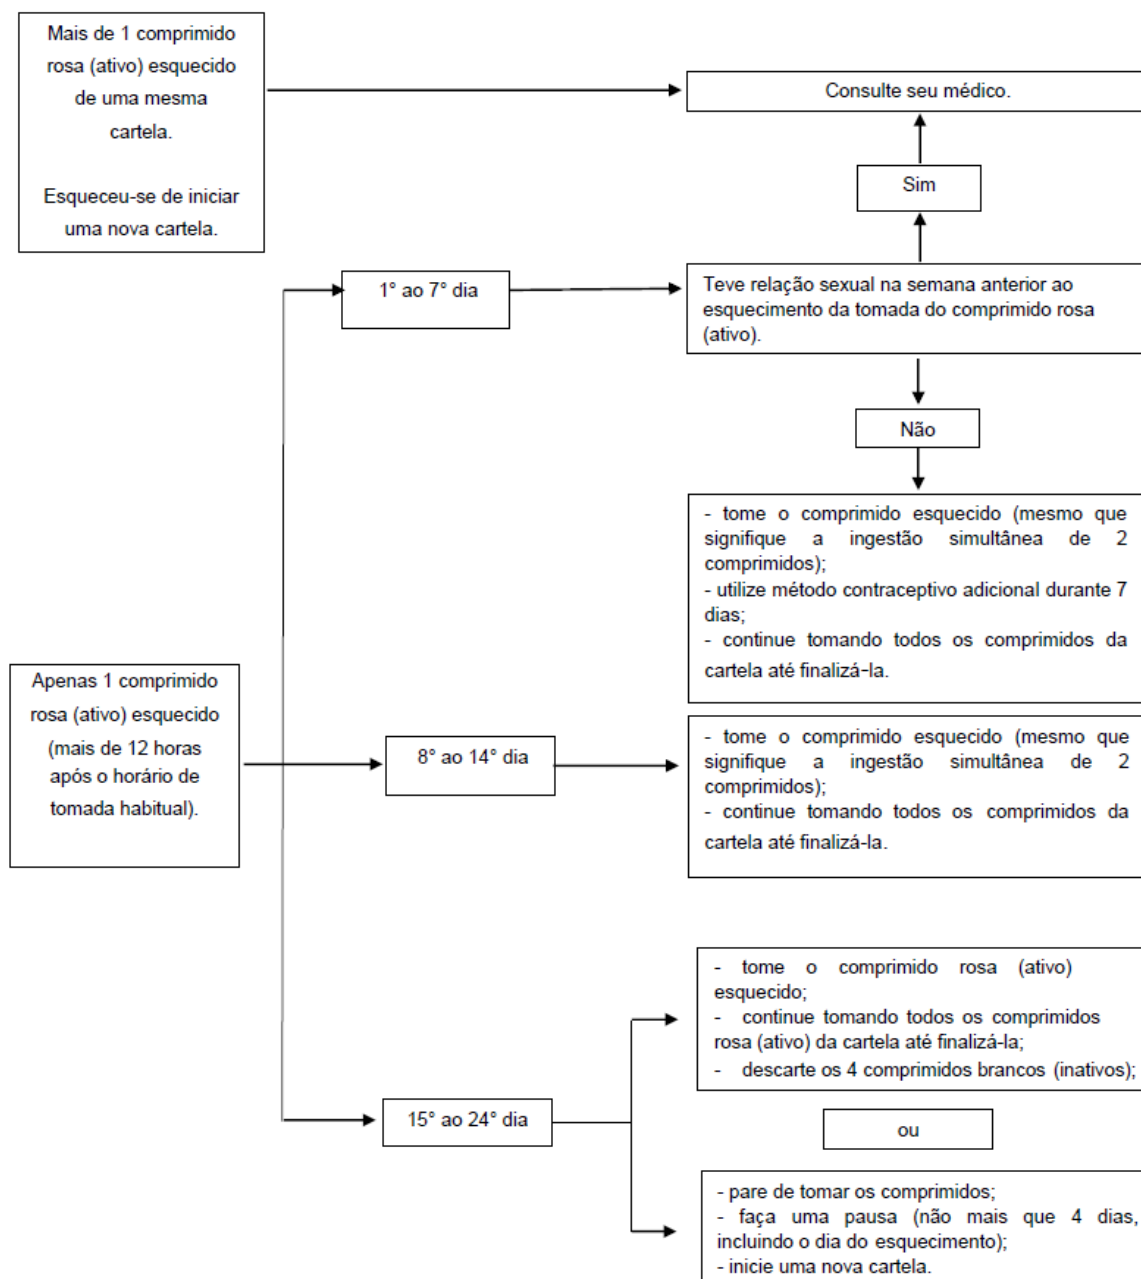 Mais de 1 comprimido
rosa (ativo) esquecido
de uma mesma
cartela.
Esqueceu-se de iniciar
uma nova cartela.
Consulte seu médico.
Sim
1° ao 7° dia
Teve relação sexual na semana anterior ao
esquecimento da tomada do comprimido rosa
(ativo).
Não
- tome o comprimido esquecido (mesmo que
signifique a ingestão simultânea de 2
comprimidos);
- utilize método contraceptivo adicional durante 7
dias;
- continue tomando todos os comprimidos da
cartela até finalizá-la.
Apenas 1 comprimido
rosa (ativo) esquecido
(mais de 12 horas
após o horário de
tomada habitual).
8° ao 14° dia
- tome o comprimido esquecido (mesmo que
signifique a ingestão simultânea de 2
comprimidos);
- continue tomando todos os comprimidos da
cartela até finalizá-la.
15° ao 24° dia
- tome o comprimido rosa (ativo)
esquecido;
- continue tomando todos os comprimidos
rosa (ativo) da cartela até finalizá-la;
- descarte os 4 comprimidos brancos (inativos);
ou
- pare de tomar os comprimidos;
- faça uma pausa (não mais que 4 dias,
incluindo o dia do esquecimento);
- inicie uma nova cartela.